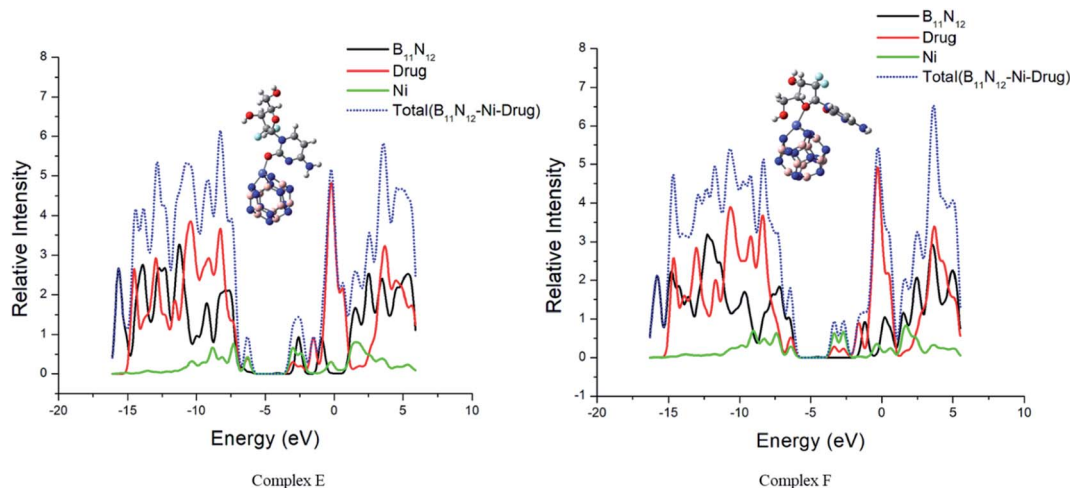 B₁₁N₁₂
Drug
Ni
Total(B₁₁N₁₂-Ni-Drug)
8
7
6
5
4
3
2
1
0
Relative Intensity
-20
-15
-10
-5
0
5
10
Energy (eV)
Complex E
B₁₁N₁₂
Drug
Ni
Total(B₁₁N₁₂-Ni-Drug)
8
7
6
5
4
3
2
1
0
-1
Relative Intensity
-20
-15
-10
-5
0
5
10
Energy (eV)
Complex F